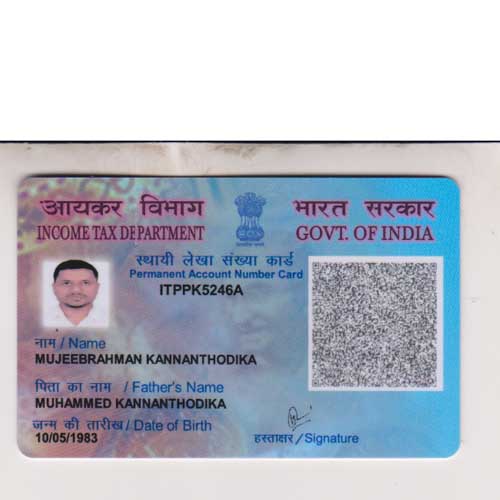 आयकर विभाग
INCOME TAX DEPARTMENT
भारत सरकार
GOVT. OF INDIA
स्थायी लेखा संख्या कार्ड
Permanent Account Number Card
ITPPK5246A
नाम / Name
MUJEEBRAHMAN KANNANTHODIKA
पिता का नाम / Father's Name
MUHAMMED KANNANTHODIKA
जन्म की तारीख / Date of Birth
10/05/1983
हस्ताक्षर / Signature